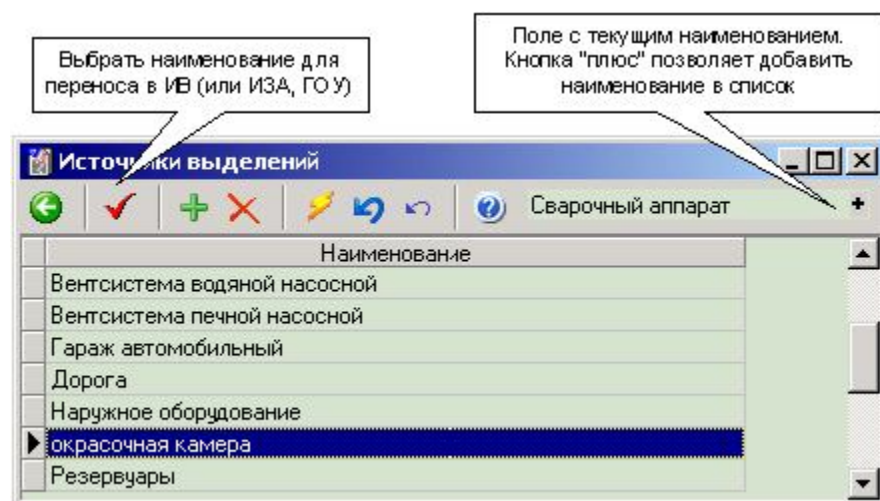 Выбрать наименование для
переноса в ИВ (или ИЗА, ГОУ)
Поле с текущим наименованием.
Кнопка "плюс" позволяет добавить
наименование в список
Источники выделений
Сварочный аппарат
Наименование
Вентсистема водяной насосной
Вентсистема печной насосной
Гараж автомобильный
Дорога
Наружное оборудование
окрасочная камера
Резервуары